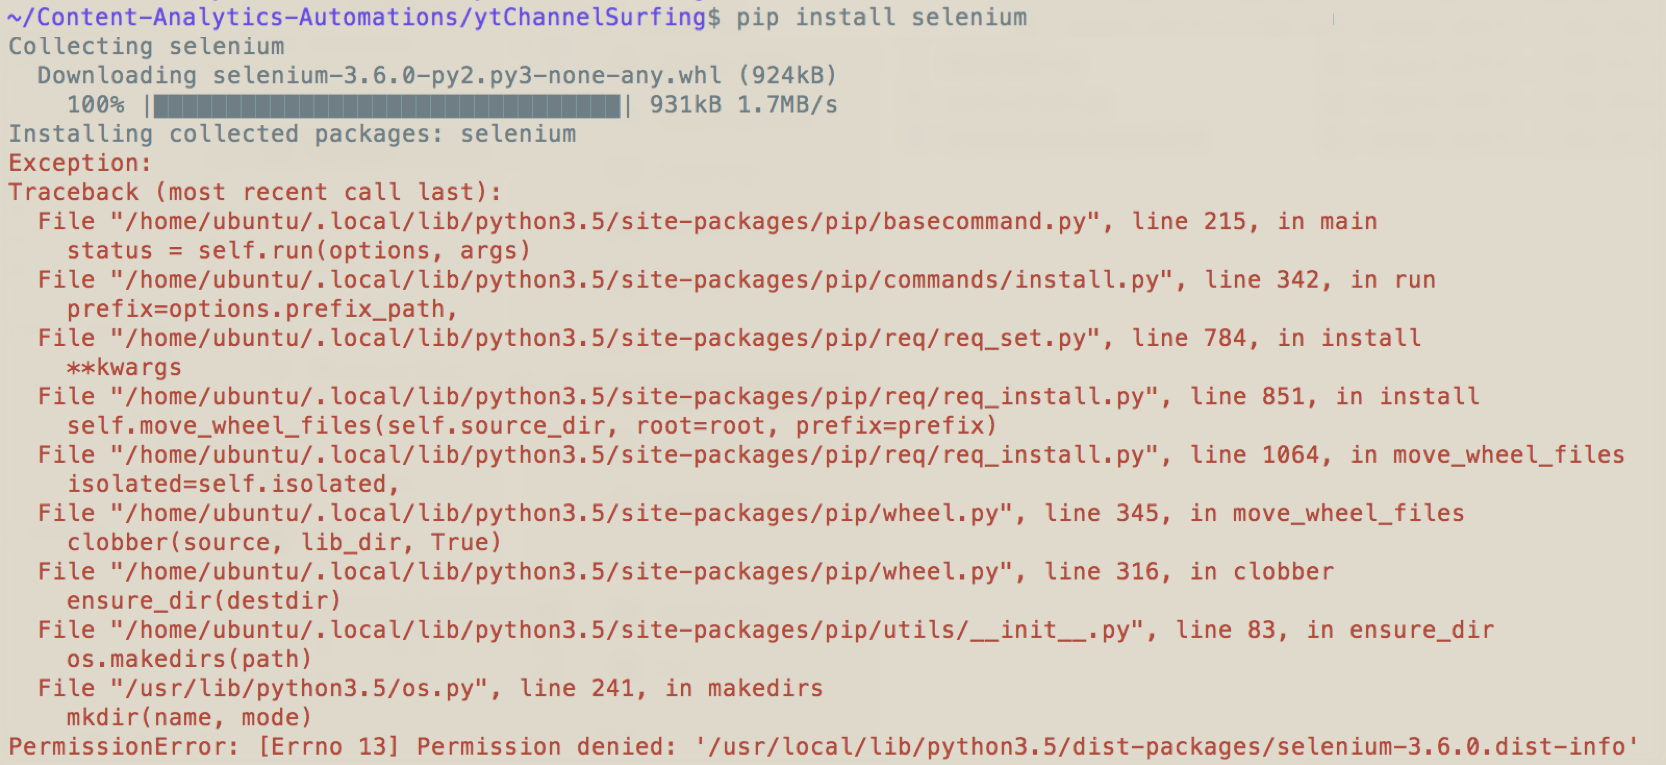 ~/Content-Analytics-Automations/ytChannelSurfing$ pip install selenium
Collecting selenium
  Downloading selenium-3.6.0-py2.py3-none-any.whl (924kB)
    100% |████████████████████████████████| 931kB 1.7MB/s
Installing collected packages: selenium
Exception:
Traceback (most recent call last):
  File "/home/ubuntu/.local/lib/python3.5/site-packages/pip/basecommand.py", line 215, in main
    status = self.run(options, args)
  File "/home/ubuntu/.local/lib/python3.5/site-packages/pip/commands/install.py", line 342, in run
    prefix=options.prefix_path,
  File "/home/ubuntu/.local/lib/python3.5/site-packages/pip/req/req_set.py", line 784, in install
    **kwargs
  File "/home/ubuntu/.local/lib/python3.5/site-packages/pip/req/req_install.py", line 851, in install
    self.move_wheel_files(self.source_dir, root=root, prefix=prefix)
  File "/home/ubuntu/.local/lib/python3.5/site-packages/pip/req/req_install.py", line 1064, in move_wheel_files
    isolated=self.isolated,
  File "/home/ubuntu/.local/lib/python3.5/site-packages/pip/wheel.py", line 345, in move_wheel_files
    clobber(source, lib_dir, True)
  File "/home/ubuntu/.local/lib/python3.5/site-packages/pip/wheel.py", line 316, in clobber
    ensure_dir(destdir)
  File "/home/ubuntu/.local/lib/python3.5/site-packages/pip/utils/__init__.py", line 83, in ensure_dir
    os.makedirs(path)
  File "/usr/lib/python3.5/os.py", line 241, in makedirs
    mkdir(name, mode)
PermissionError: [Errno 13] Permission denied: '/usr/local/lib/python3.5/dist-packages/selenium-3.6.0.dist-info'